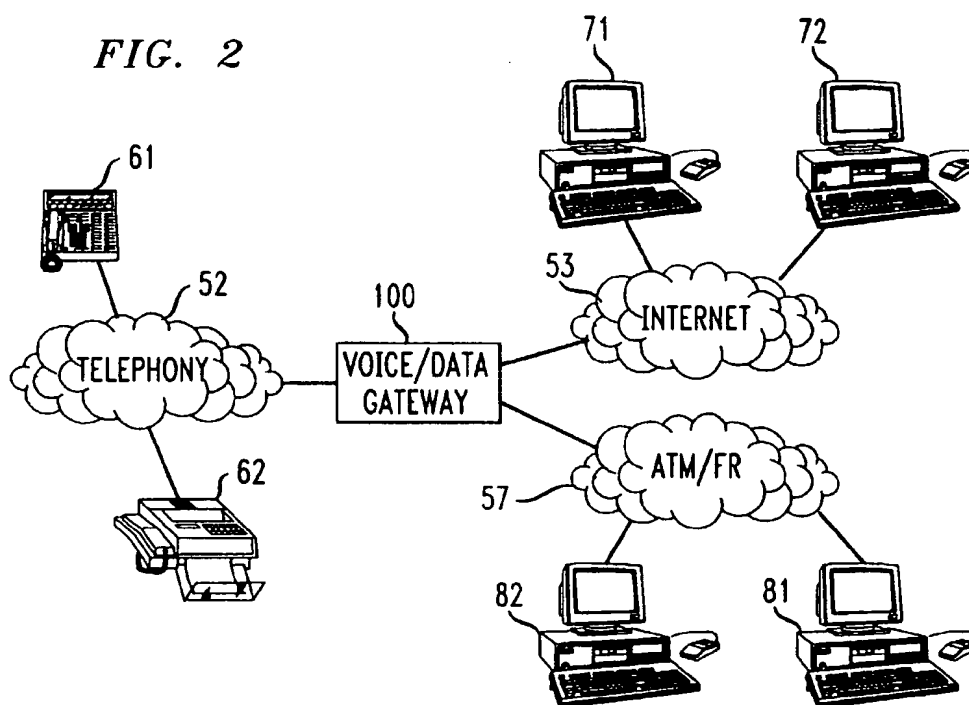 FIG. 2
71
72
61
52
53
100
TELEPHONY
VOICE/DATA
GATEWAY
INTERNET
ATM/FR
57
62
82
81